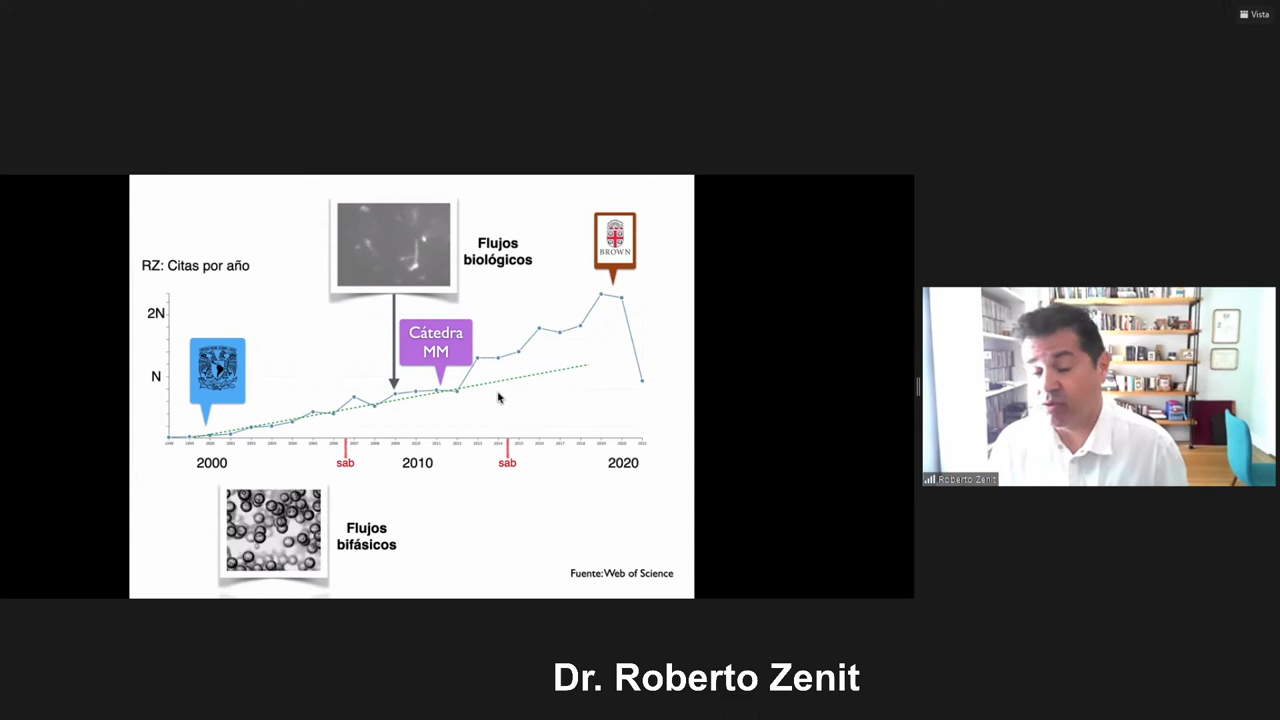 Vista
Flujos
biológicos
BROWN
RZ: Citas por año
2N
Cátedra
MM
N
2000
sab
2010
sab
2020
Roberto Zenit
Flujos
bifásicos
Fuente: Web of Science
Dr. Roberto Zenit